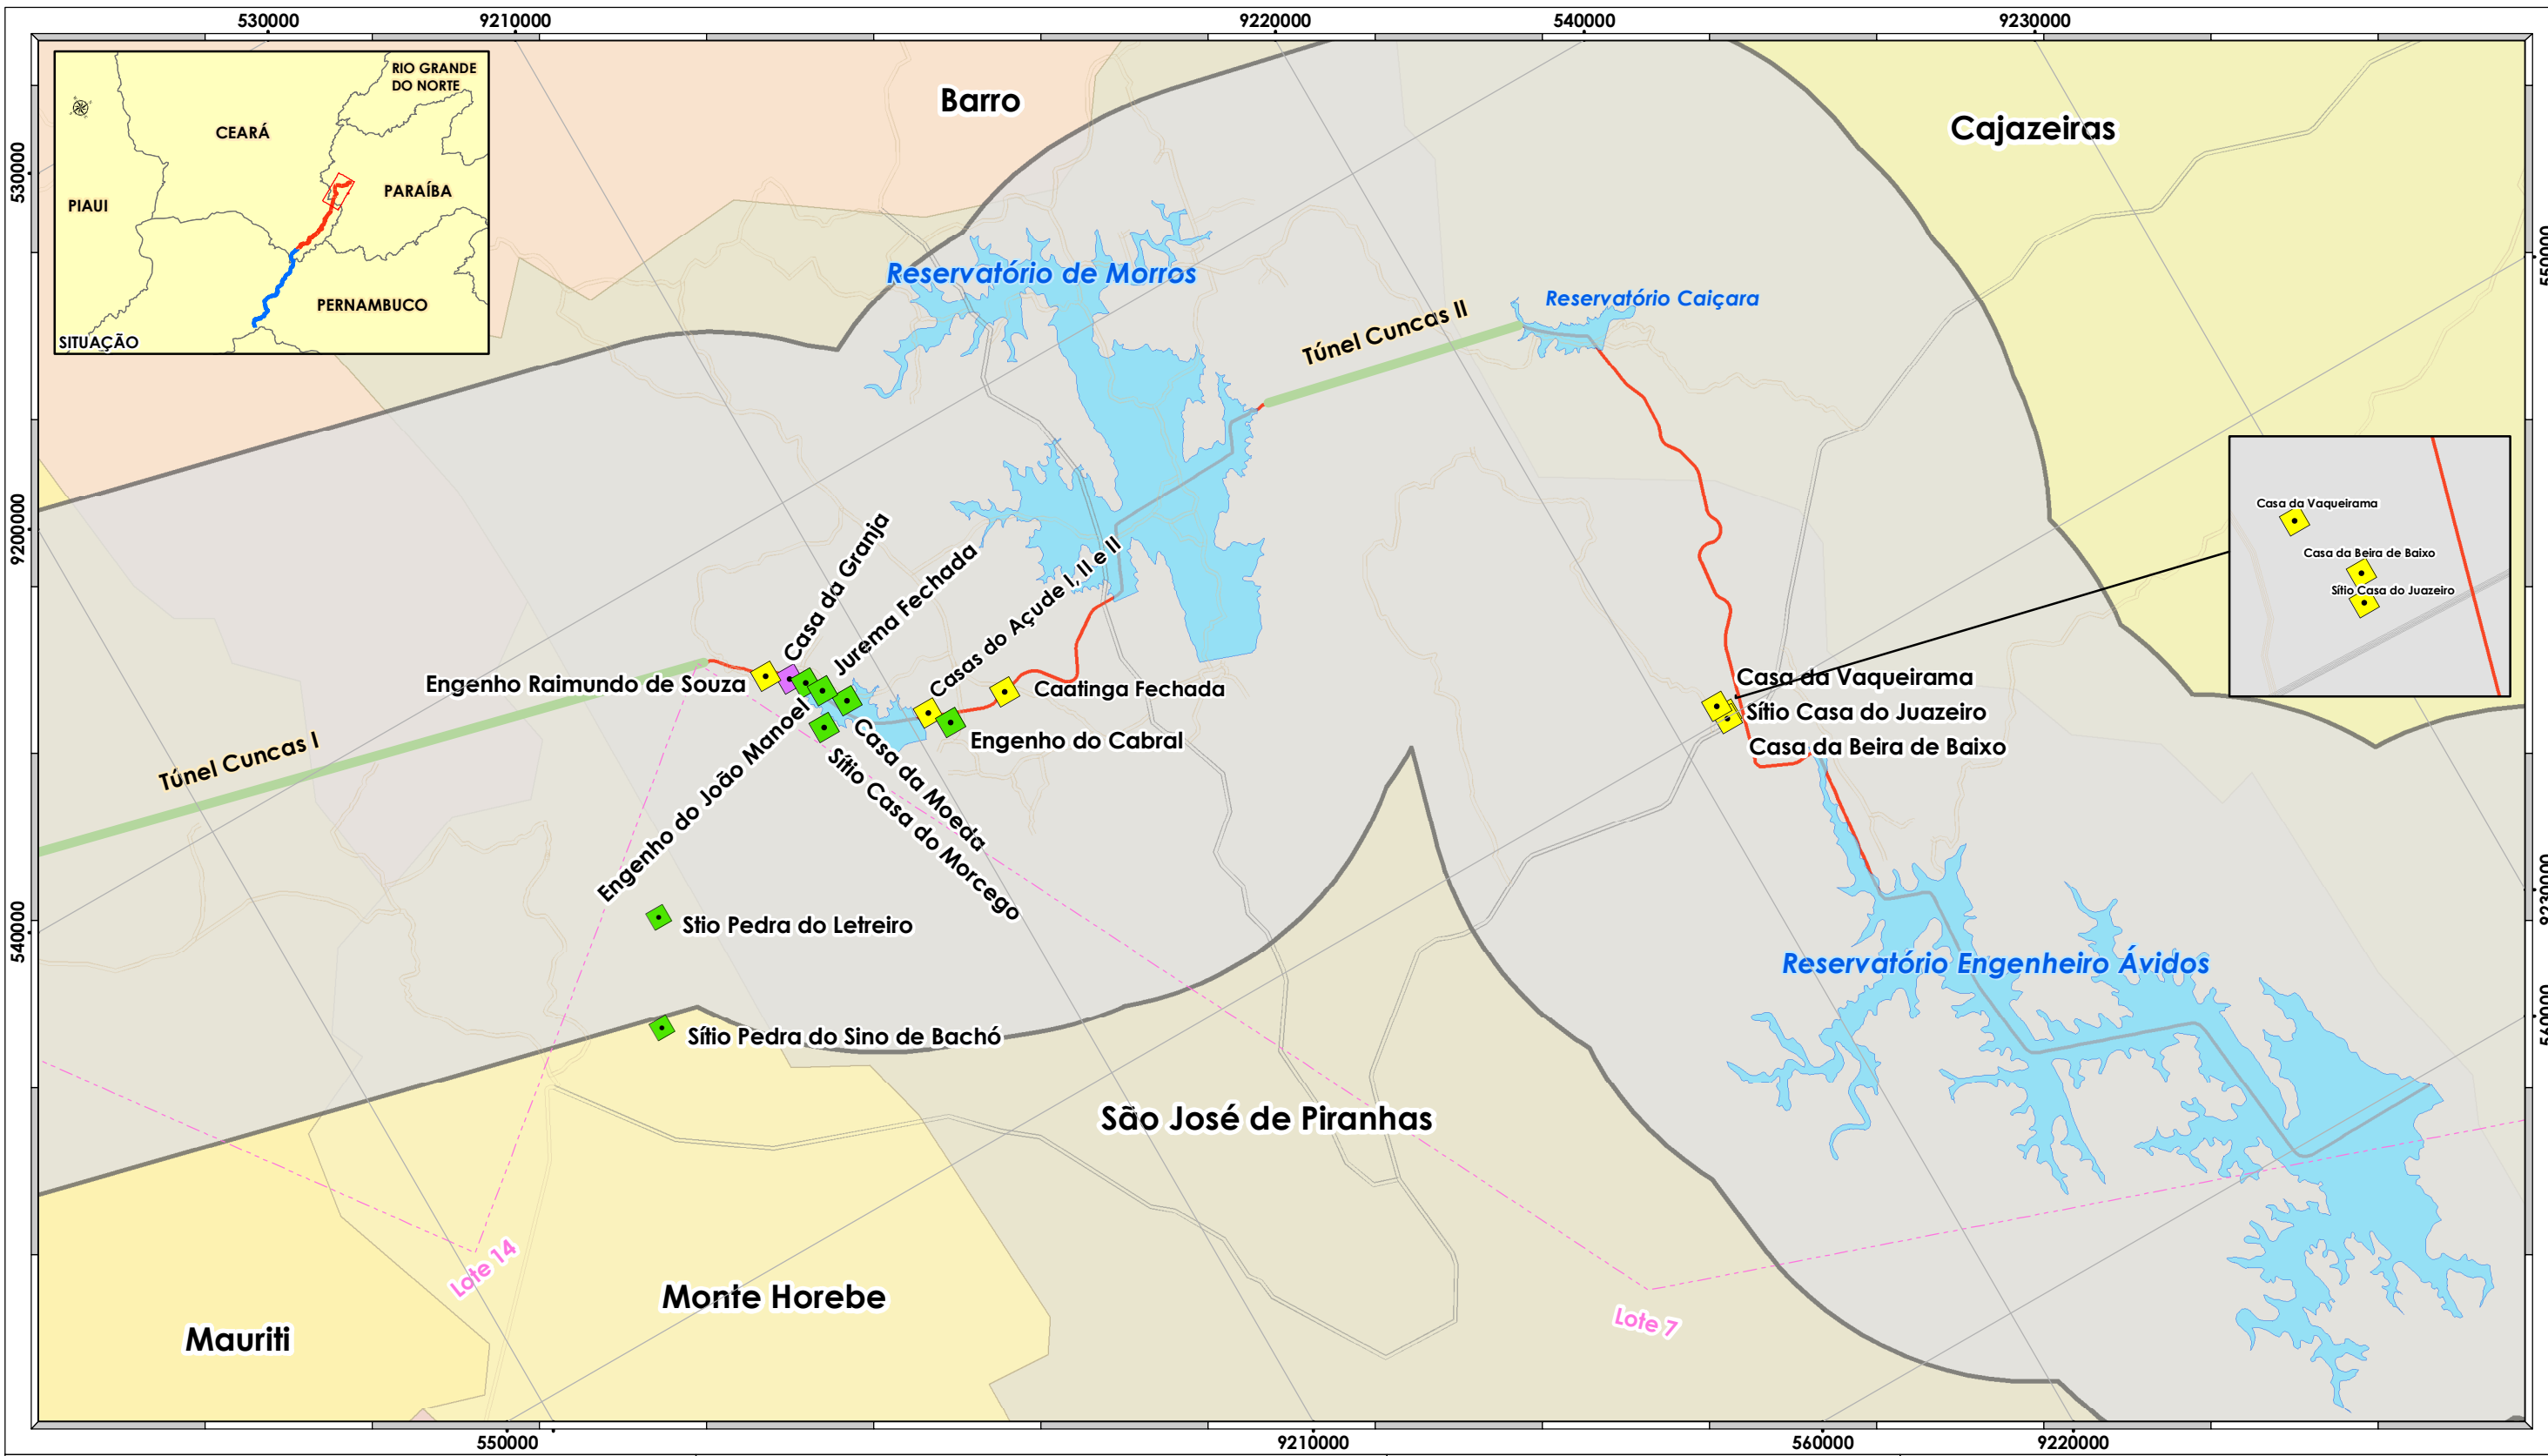 530000
9210000
9220000
540000
9230000
530000
9200000
540000
550000
9230000
560000
550000
9210000
560000
9220000
RIO GRANDE
DO NORTE
CEARÁ
PARAÍBA
PIAUI
PERNAMBUCO
SITUAÇÃO
Barro
Cajazeiras
Reservatório de Morros
Reservatório Caiçara
Túnel Cuncas II
Casa da Vaqueirama
Casa da Beira de Baixo
Sítio Casa do Juazeiro
Casa da Granja
Jurema Fechada
Casas do Açude I, II e II
Engenho Raimundo de Souza
Caatinga Fechada
Engenho do Cabral
Casa da Vaqueirama
Sítio Casa do Juazeiro
Casa da Beira de Baixo
Túnel Cuncas I
Engenho do João Manoel
Casa da Moeda
Sítio Casa do Morcego
Stio Pedra do Letreiro
Sítio Pedra do Sino de Bachó
Reservatório Engenheiro Ávidos
São José de Piranhas
Lote 14
Monte Horebe
Lote 7
Mauriti